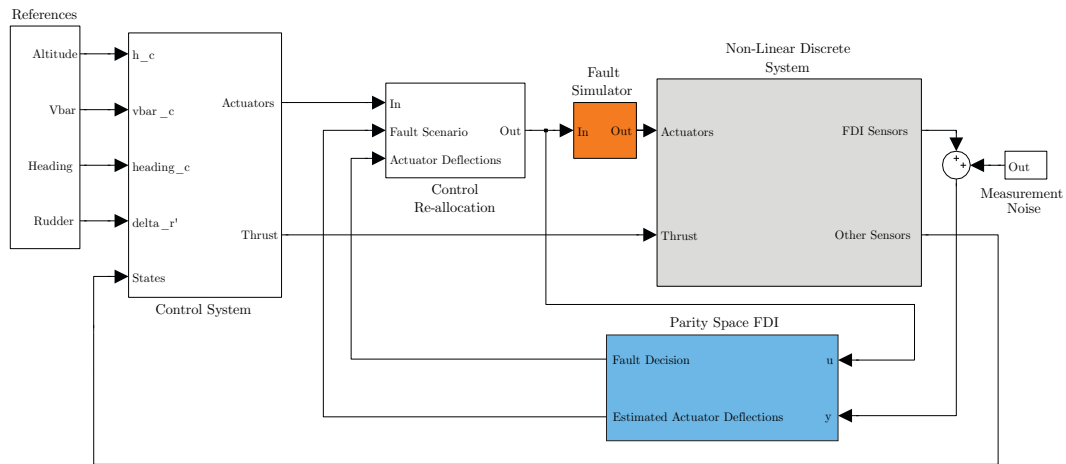 References
Altitude
Vbar
Heading
Rudder
h_c
vbar_c
heading_c
delta_r'
States
Actuators
Thrust
Control System
In
Fault Scenario
Actuator Deflections
Out
Control
Re-allocation
Fault
Simulator
In
Out
Non-Linear Discrete
System
Actuators
Thrust
FDI Sensors
Other Sensors
+
+
Out
Measurement
Noise
Parity Space FDI
Fault Decision
Estimated Actuator Deflections
u
y